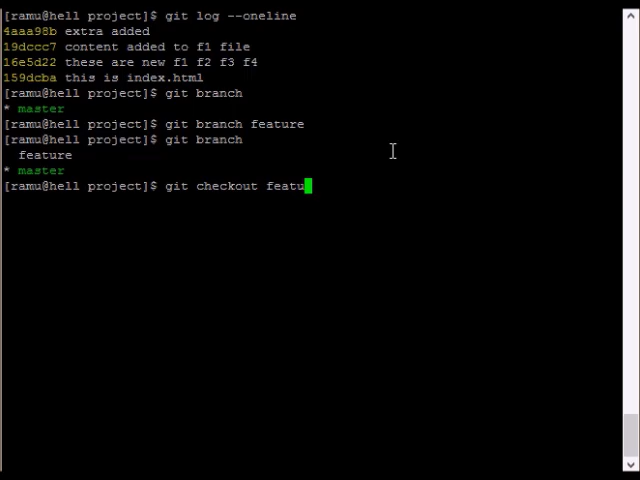 [ramu@hell project]$ git log --oneline
4aaa98b extra added
19dccc7 content added to f1 file
16e5d22 these are new f1 f2 f3 f4
159dcba this is index.html
[ramu@hell project]$ git branch
* master
[ramu@hell project]$ git branch feature
[ramu@hell project]$ git branch
  feature
* master
[ramu@hell project]$ git checkout featu